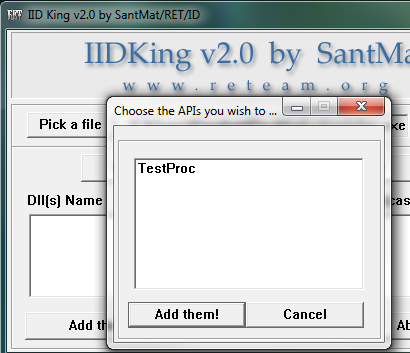 IID King v2.0 by SantMat/RET/ID
IIDKing v2.0 by SantMa
www.reteam.org
Choose the APIs you wish to ...
Pick a file
xe
TestProc
Dll(s) Name
cas
Add them!
Cancel
Add th
Ab